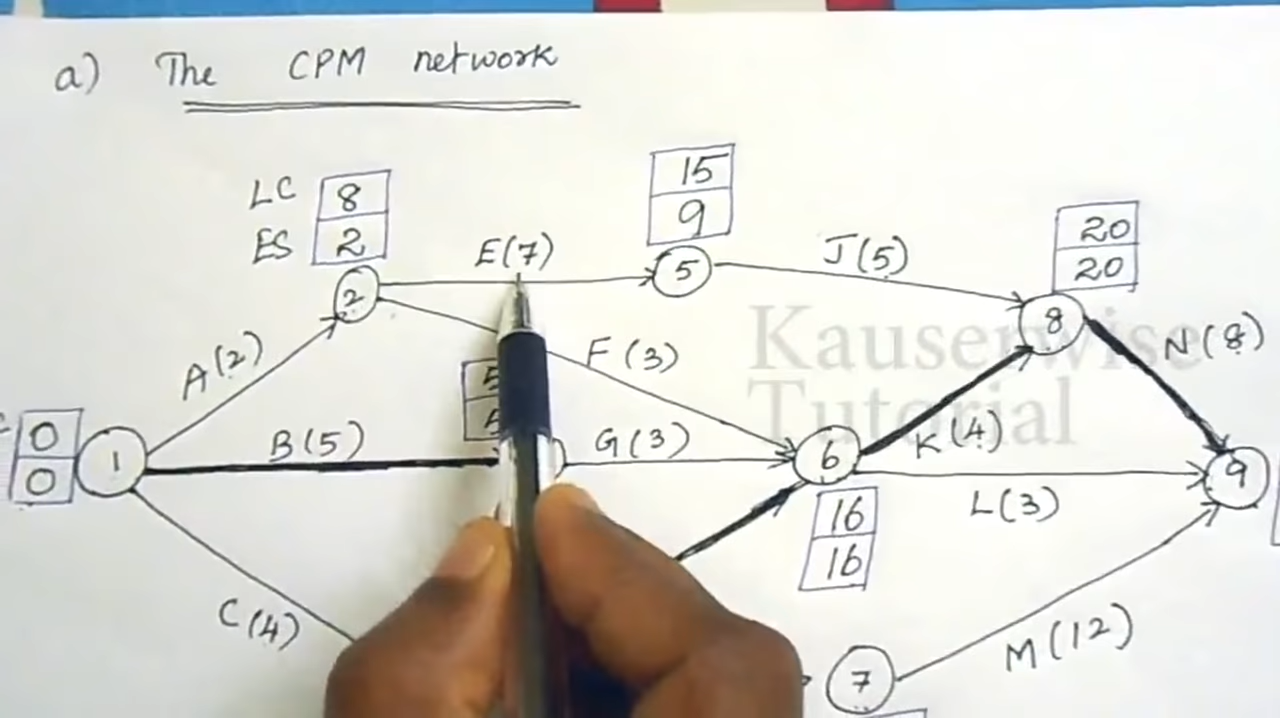 a) The CPM network
LC 8
ES 2
15
9
20
20
E(7)
J(5)
2
5
8
A(2)
F(3)
N(8)
Kauserwise
Tutorial
0
0
1
B(5)
5
G(3)
6
K(4)
9
L(3)
16
16
C(4)
M(12)
7